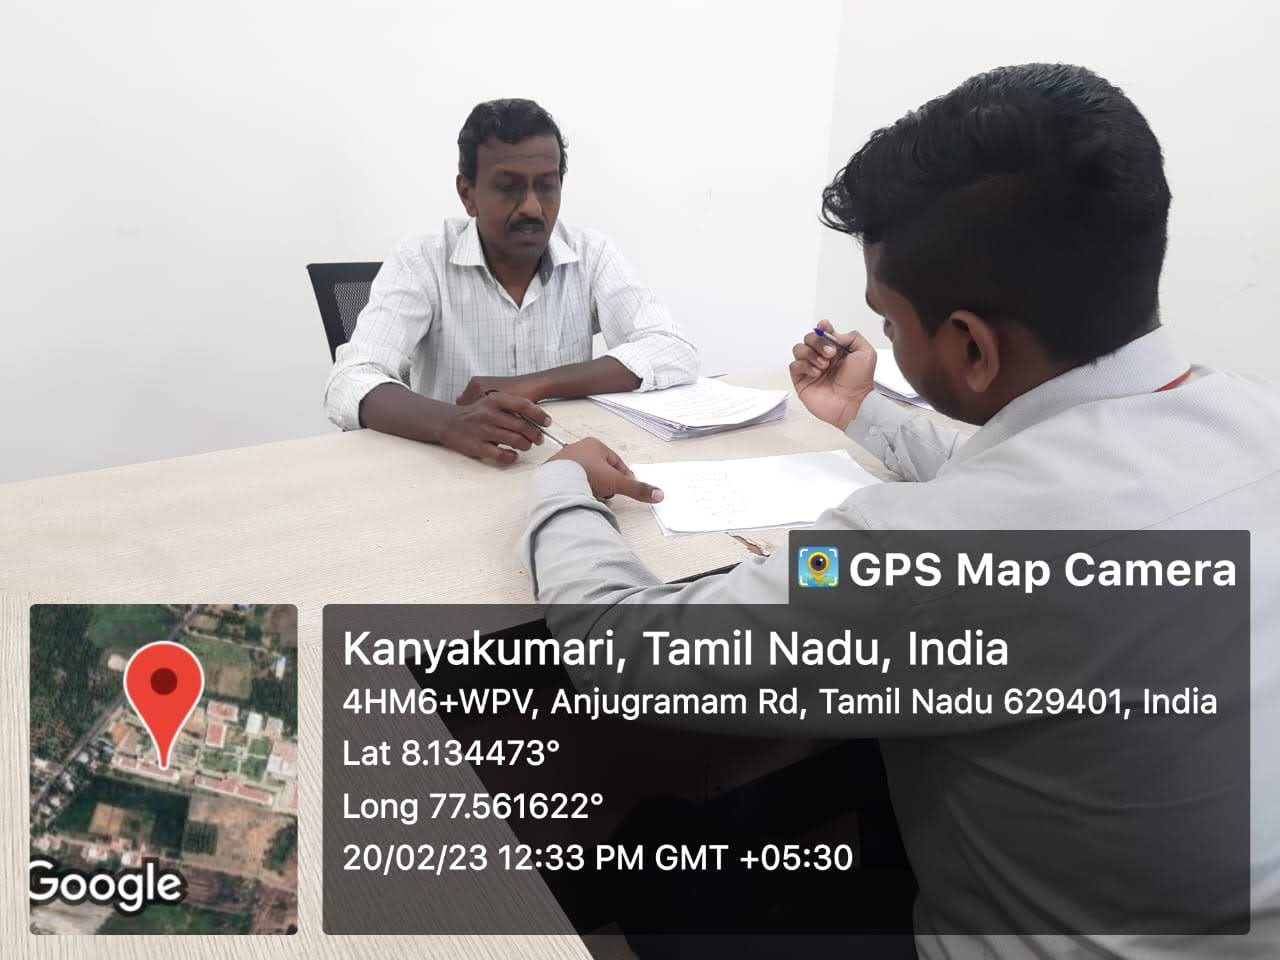 GPS Map Camera
Kanyakumari, Tamil Nadu, India
4HM6+WPV, Anjugramam Rd, Tamil Nadu 629401, India
Lat 8.134473°
Long 77.561622°
20/02/23 12:33 PM GMT +05:30
Google